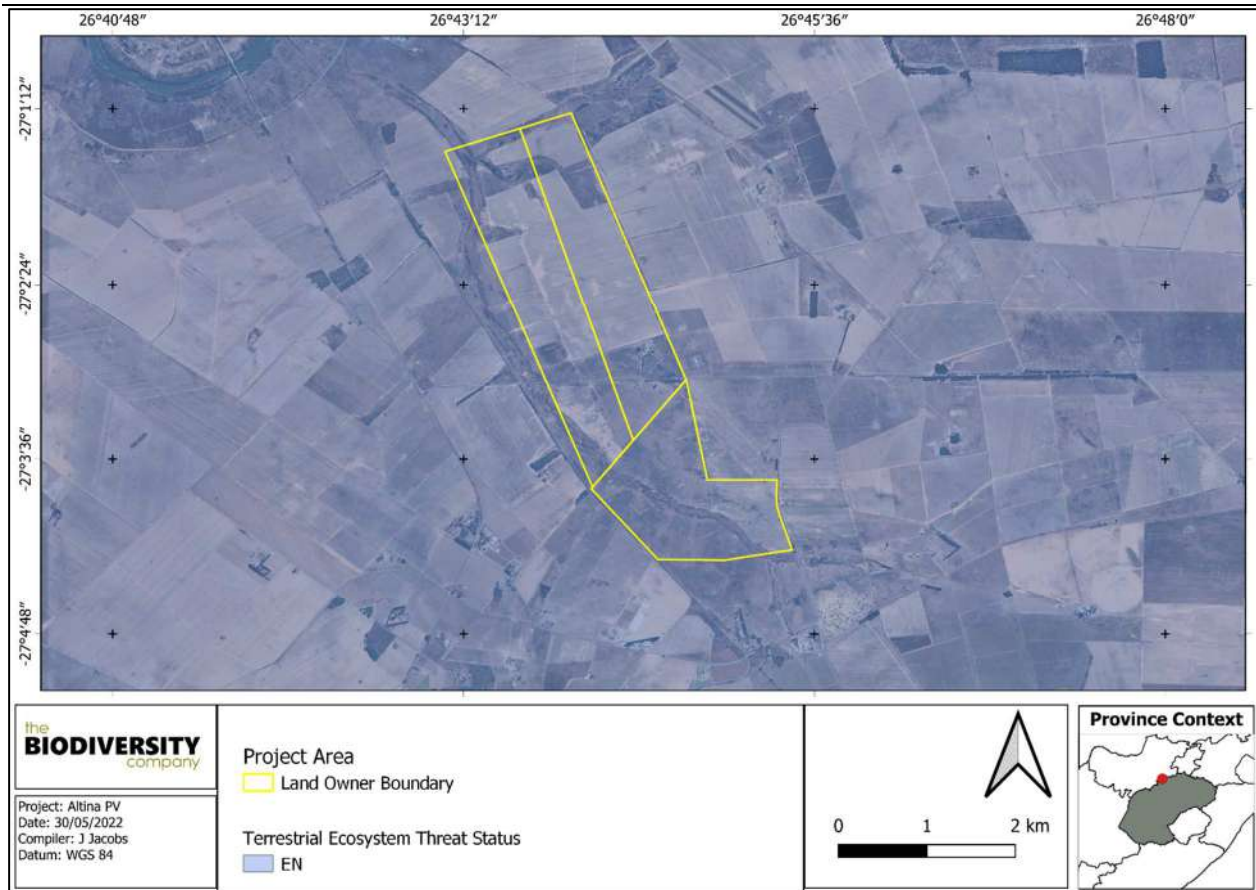 26°40′48″ 26°43′12″ 26°45′36″ 26°48′0″
-27°1′12″
-27°2′24″
-27°3′36″
-27°4′48″
the
BIODIVERSITY
company
Project: Altina PV
Date: 30/05/2022
Compiler: J Jacobs
Datum: WGS 84
Project Area
Land Owner Boundary
Terrestrial Ecosystem Threat Status
EN
0 1 2 km
Province Context